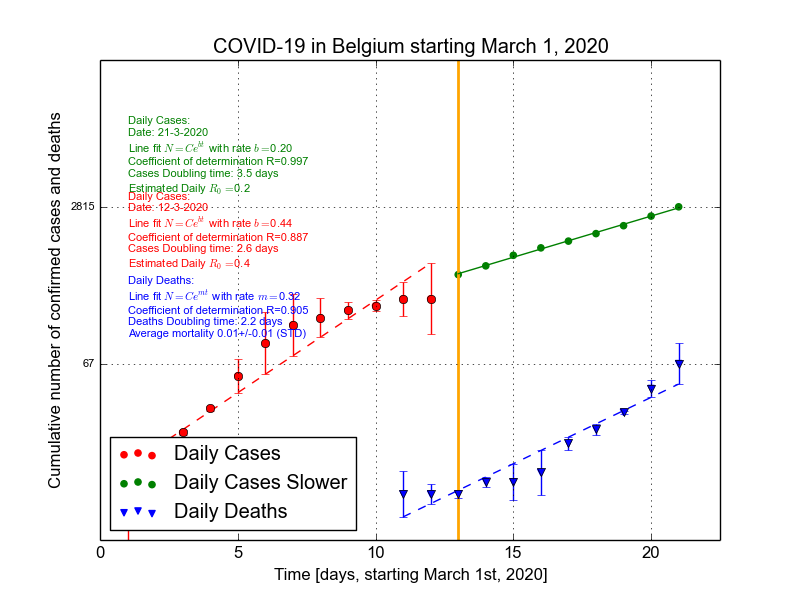 COVID-19 in Belgium starting March 1, 2020
Cumulative number of confirmed cases and deaths
Daily Cases:
Date: 21-3-2020
Line fit N = Ce^{bt} with rate b=0.20
Coefficient of determination R=0.997
Cases Doubling time: 3.5 days
Estimated Daily R_0=0.2
Daily Cases:
Date: 12-3-2020
Line fit N = Ce^{bt} with rate b=0.44
Coefficient of determination R=0.887
Cases Doubling time: 2.6 days
Estimated Daily R_0=0.4
Daily Deaths:
Line fit N = Ce^{mt} with rate m=0.32
Coefficient of determination R=0.905
Deaths Doubling time: 2.2 days
Average mortality 0.01+/-0.01 (STD)
2815
67
Daily Cases
Daily Cases Slower
Daily Deaths
0 5 10 15 20
Time [days, starting March 1st, 2020]